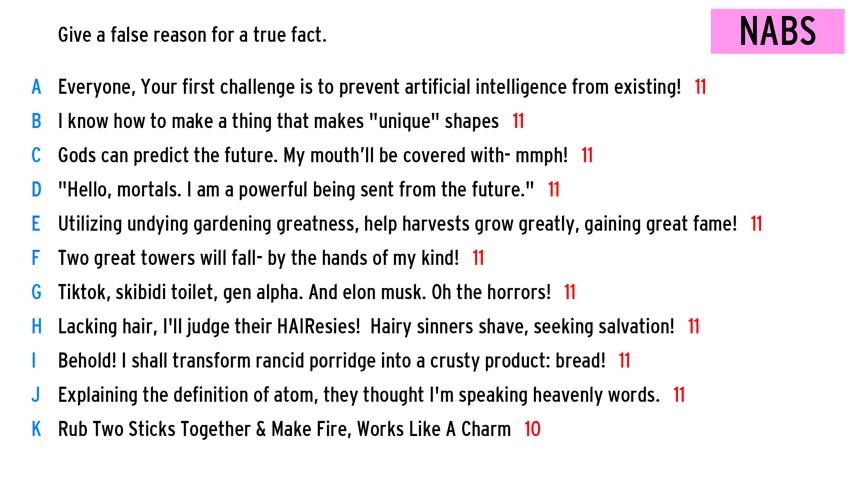 Give a false reason for a true fact.
NABS
A Everyone, Your first challenge is to prevent artificial intelligence from existing! 11
B I know how to make a thing that makes "unique" shapes 11
C Gods can predict the future. My mouth'll be covered with- mmph! 11
D "Hello, mortals. I am a powerful being sent from the future." 11
E Utilizing undying gardening greatness, help harvests grow greatly, gaining great fame! 11
F Two great towers will fall- by the hands of my kind! 11
G Tiktok, skibidi toilet, gen alpha. And elon musk. Oh the horrors! 11
H Lacking hair, I'll judge their HAIResies! Hairy sinners shave, seeking salvation! 11
I Behold! I shall transform rancid porridge into a crusty product: bread! 11
J Explaining the definition of atom, they thought I'm speaking heavenly words. 11
K Rub Two Sticks Together & Make Fire, Works Like A Charm 10